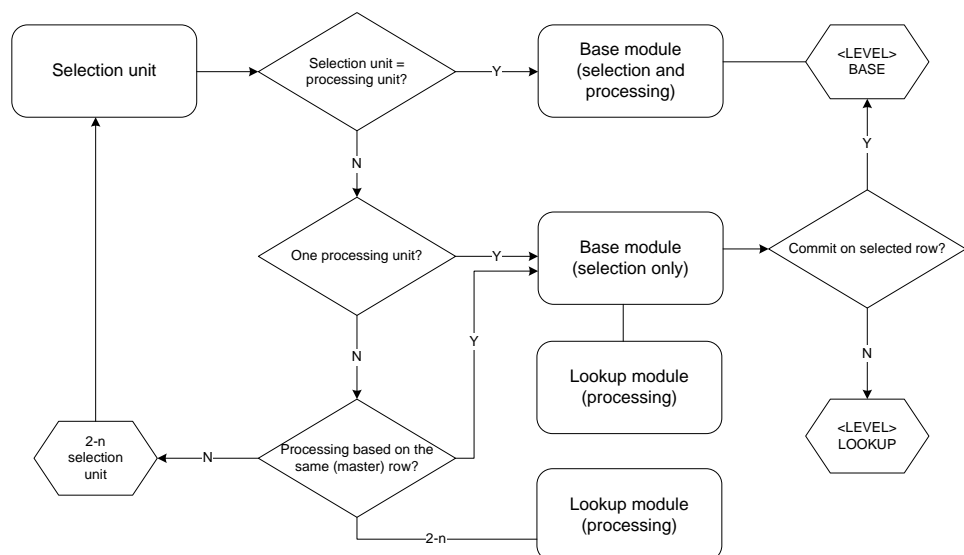 Selection unit
Selection unit =
processing unit?
Y
Base module
(selection and
processing)
<LEVEL>
BASE
N
Y
One processing unit?
Y
Base module
(selection only)
Commit on selected row?
N
Y
N
Lookup module
(processing)
2-n
selection
unit
N
Processing based on the
same (master) row?
<LEVEL>
LOOKUP
2-n
Lookup module
(processing)